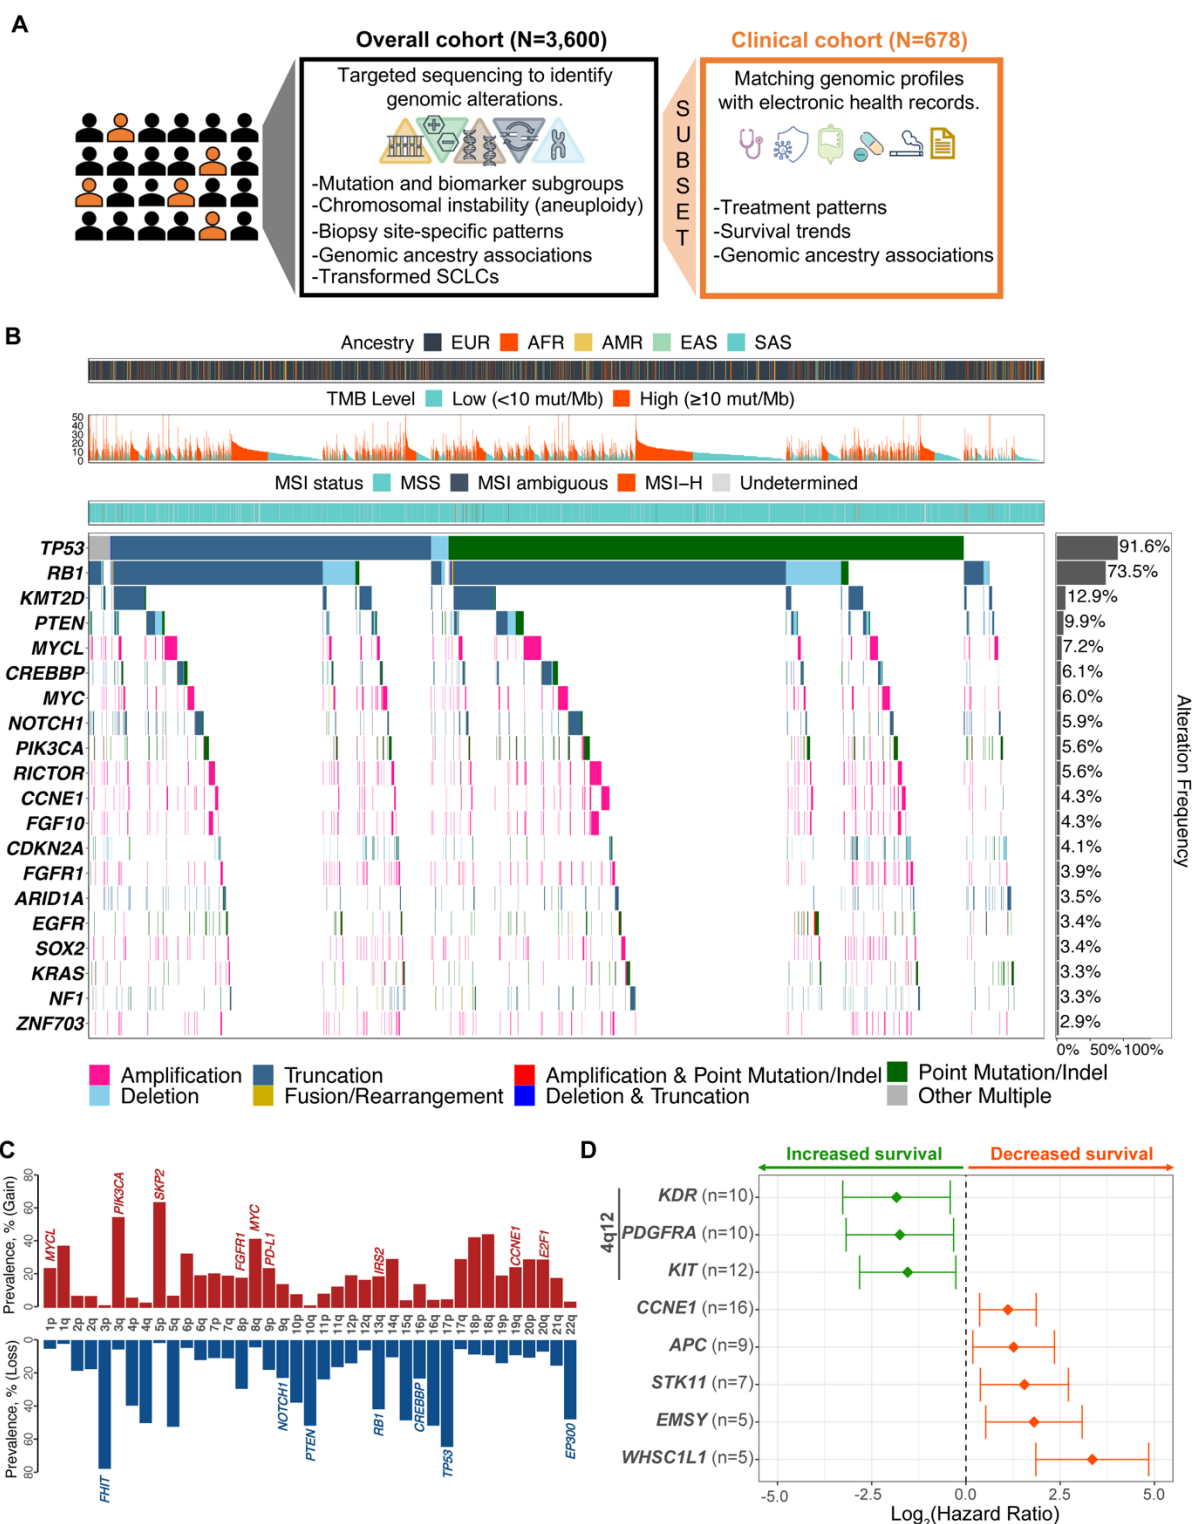 A
Overall cohort (N=3,600)
Clinical cohort (N=678)
Targeted sequencing to identify
genomic alterations.
-Mutation and biomarker subgroups
-Chromosomal instability (aneuploidy)
-Biopsy site-specific patterns
-Genomic ancestry associations
-Transformed SCLCs
SUBSET
Matching genomic profiles
with electronic health records.
-Treatment patterns
-Survival trends
-Genomic ancestry associations
B
Ancestry EUR AFR AMR EAS SAS
TMB Level Low (<10 mut/Mb) High (≥10 mut/Mb)
50
40
30
20
10
0
MSI status MSS MSI ambiguous MSI-H Undetermined
TP53 91.6%
RB1 73.5%
KMT2D 12.9%
PTEN 9.9%
MYCL 7.2%
CREBBP 6.1%
MYC 6.0%
NOTCH1 5.9%
PIK3CA 5.6%
RICTOR 5.6%
CCNE1 4.3%
FGF10 4.3%
CDKN2A 4.1%
FGFR1 3.9%
ARID1A 3.5%
EGFR 3.4%
SOX2 3.4%
KRAS 3.3%
NF1 3.3%
ZNF703 2.9%
Alteration Frequency
0% 50% 100%
Amplification Truncation Amplification & Point Mutation/Indel Point Mutation/Indel
Deletion Fusion/Rearrangement Deletion & Truncation Other Multiple
C
Prevalence, % (Gain)
80
60
40
20
0
MYCL PIK3CA SKP2 FGFR1 MYC PD-L1 IRS2 CCNE1 E2F1
1p 1q 2p 2q 3p 3q 4p 4q 5p 5q 6p 6q 7p 7q 8p 8q 9p 9q 10p 10q 11p 11q 12p 12q 13q 14q 15q 16p 16q 17p 17q 18p 18q 19p 19q 20p 20q 21q 22q
Prevalence, % (Loss)
0
20
40
60
80
FHIT NOTCH1 PTEN RB1 CREBBP TP53 EP300
D
Increased survival Decreased survival
4q12
KDR (n=10)
PDGFRA (n=10)
KIT (n=12)
CCNE1 (n=16)
APC (n=9)
STK11 (n=7)
EMSY (n=5)
WHSC1L1 (n=5)
-5.0 -2.5 0.0 2.5 5.0
Log2(Hazard Ratio)